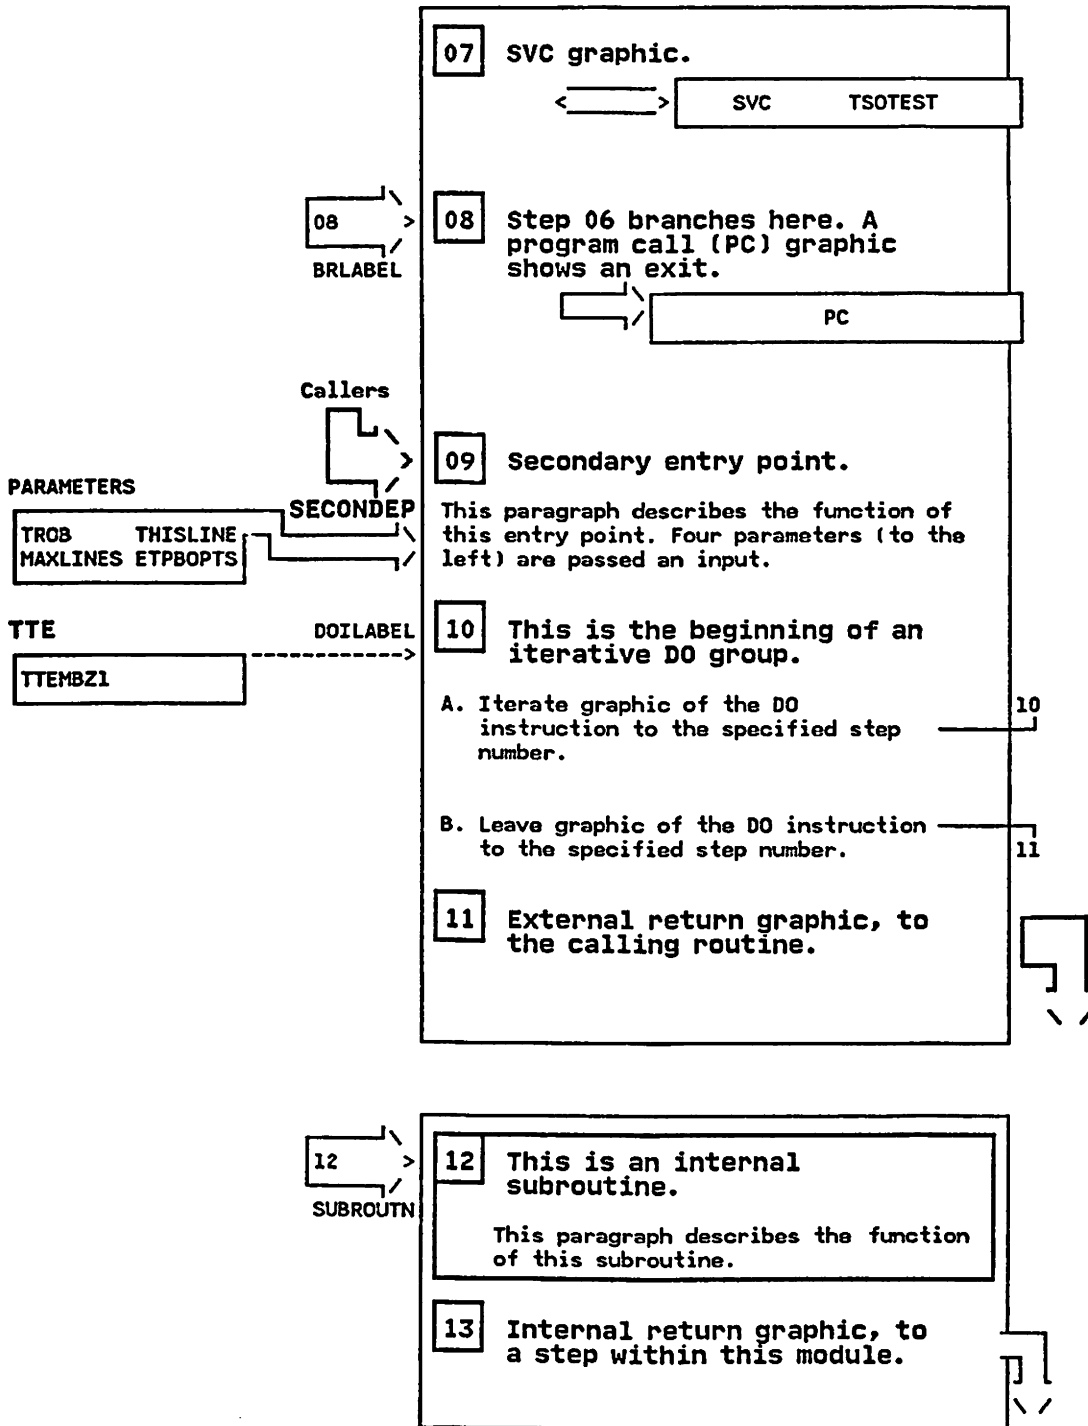 07 SVC graphic.
SVC TSOTEST
08
08 Step 06 branches here. A
program call (PC) graphic
shows an exit.
BRLABEL
PC
Callers
09 Secondary entry point.
PARAMETERS
SECONDEP
This paragraph describes the function of
this entry point. Four parameters (to the
left) are passed an input.
TROB THISLINE
MAXLINES ETPBOPTS
TTE
DOILABEL
10 This is the beginning of an
iterative DO group.
TTEMBZ1
A. Iterate graphic of the DO
instruction to the specified step
number.
10
B. Leave graphic of the DO instruction
to the specified step number.
11
11 External return graphic, to
the calling routine.
12
12 This is an internal
subroutine.
SUBROUTN
This paragraph describes the function
of this subroutine.
13 Internal return graphic, to
a step within this module.